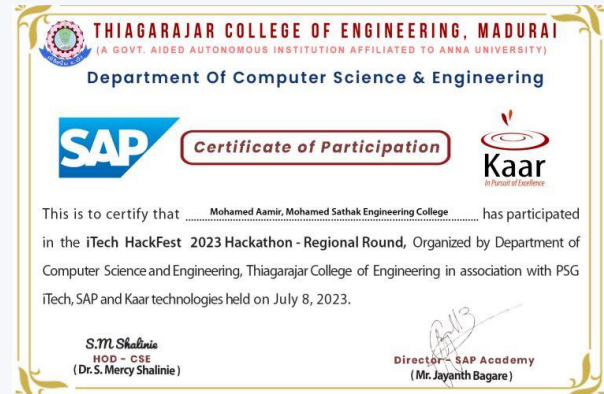 THIAGARAJAR COLLEGE OF ENGINEERING, MADURAI
(A GOVT. AIDED AUTONOMOUS INSTITUTION AFFILIATED TO ANNA UNIVERSITY)
Department Of Computer Science & Engineering
SAP
Certificate of Participation
Kaar
In Pursuit of Excellence
This is to certify that Mohamed Aamir, Mohamed Sathak Engineering College has participated
in the iTech HackFest 2023 Hackathon - Regional Round, Organized by Department of
Computer Science and Engineering, Thiagarajar College of Engineering in association with PSG
iTech, SAP and Kaar technologies held on July 8, 2023.
S.M Shalinie
HOD - CSE
(Dr. S. Mercy Shalinie)
Director - SAP Academy
(Mr. Jayanth Bagare)